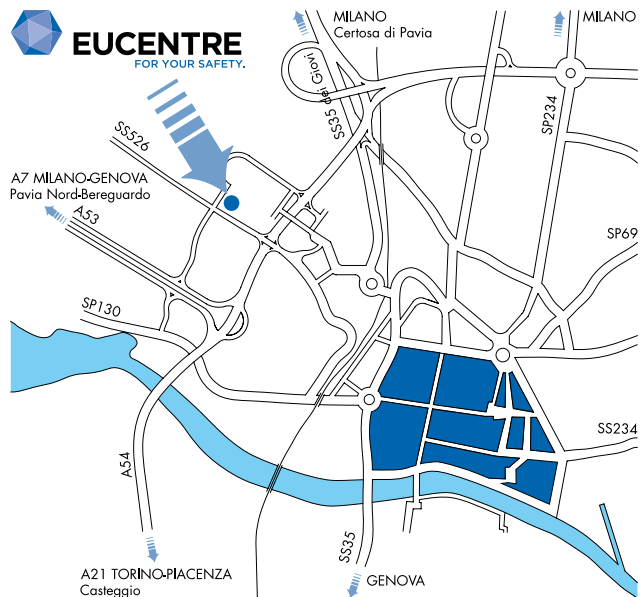 EUCENTRE
FOR YOUR SAFETY.
MILANO
Certosa di Pavia
MILANO
SS35 dei Giovi
SP234
SS526
A7 MILANO-GENOVA
Pavia Nord-Bereguardo
A53
SP69
SP130
SS234
A54
SS35
A21 TORINO-PIACENZA
Casteggio
GENOVA